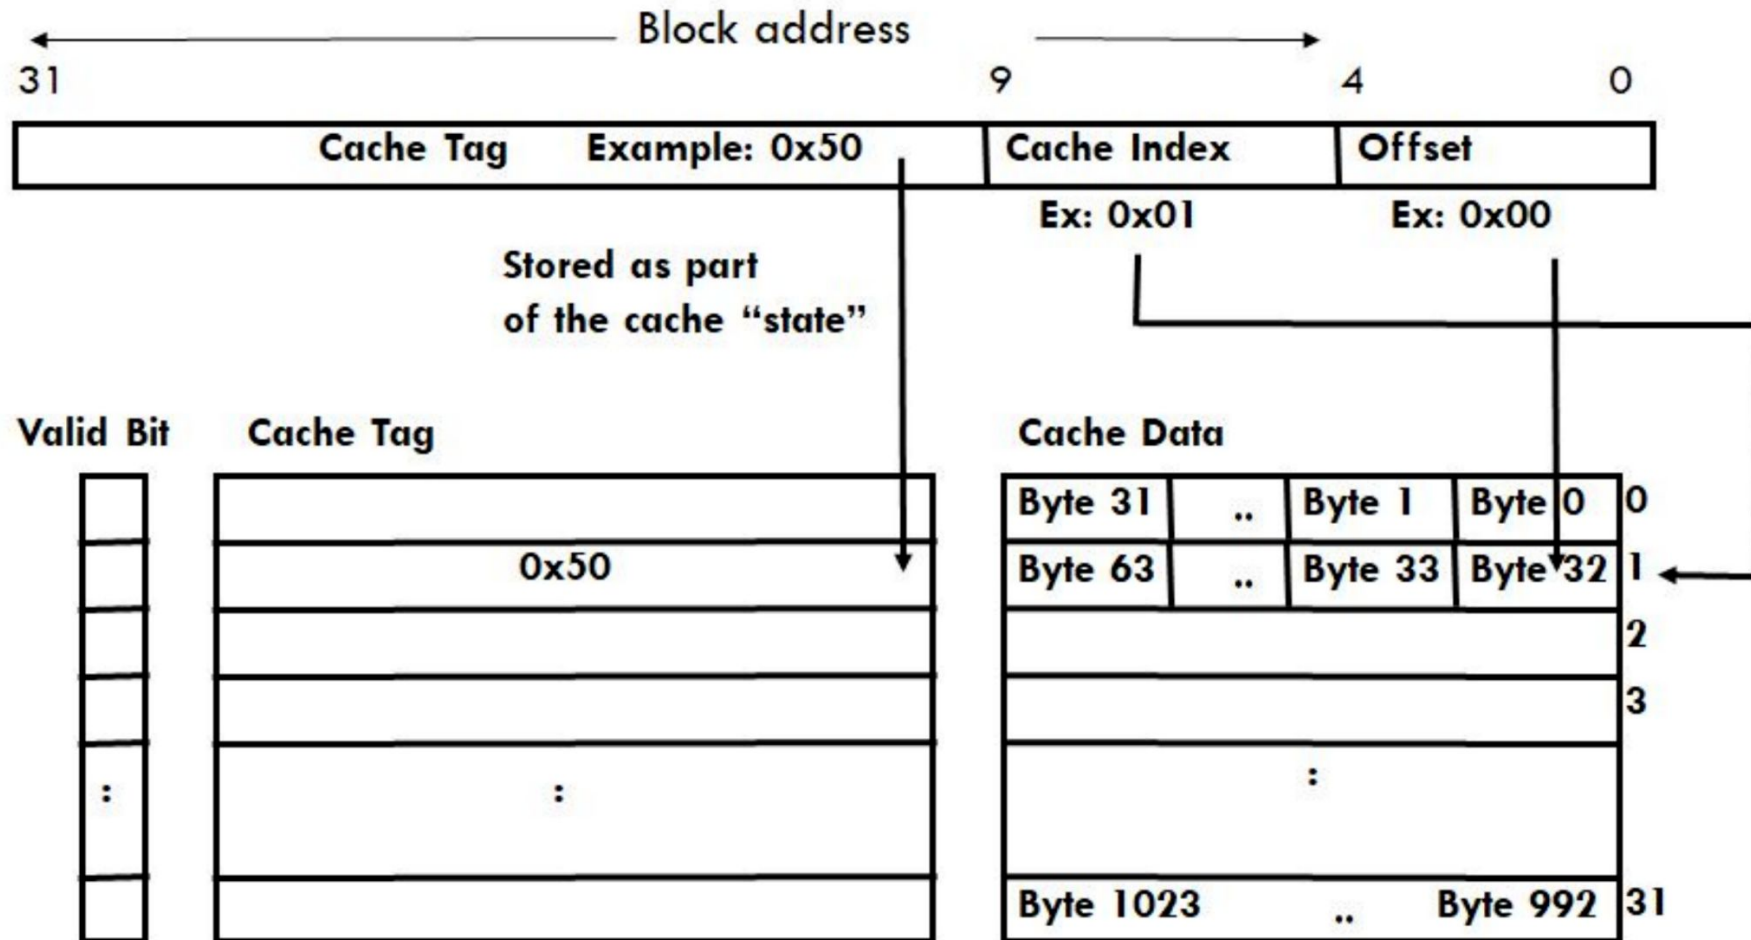 Block address
31 9 4 0
Cache Tag Example: 0x50 Cache Index Offset
Ex: 0x01 Ex: 0x00
Stored as part
of the cache “state”
Valid Bit Cache Tag Cache Data
Byte 31 .. Byte 1 Byte 0 0
0x50 Byte 63 .. Byte 33 Byte 32 1
2
3
: : :
Byte 1023 .. Byte 992 31